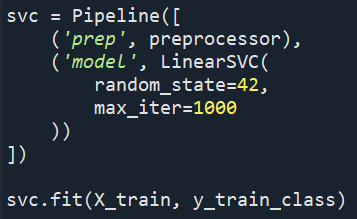 svc = Pipeline([
    ('prep', preprocessor),
    ('model', LinearSVC(
        random_state=42,
        max_iter=1000
    ))
])

svc.fit(X_train, y_train_class)